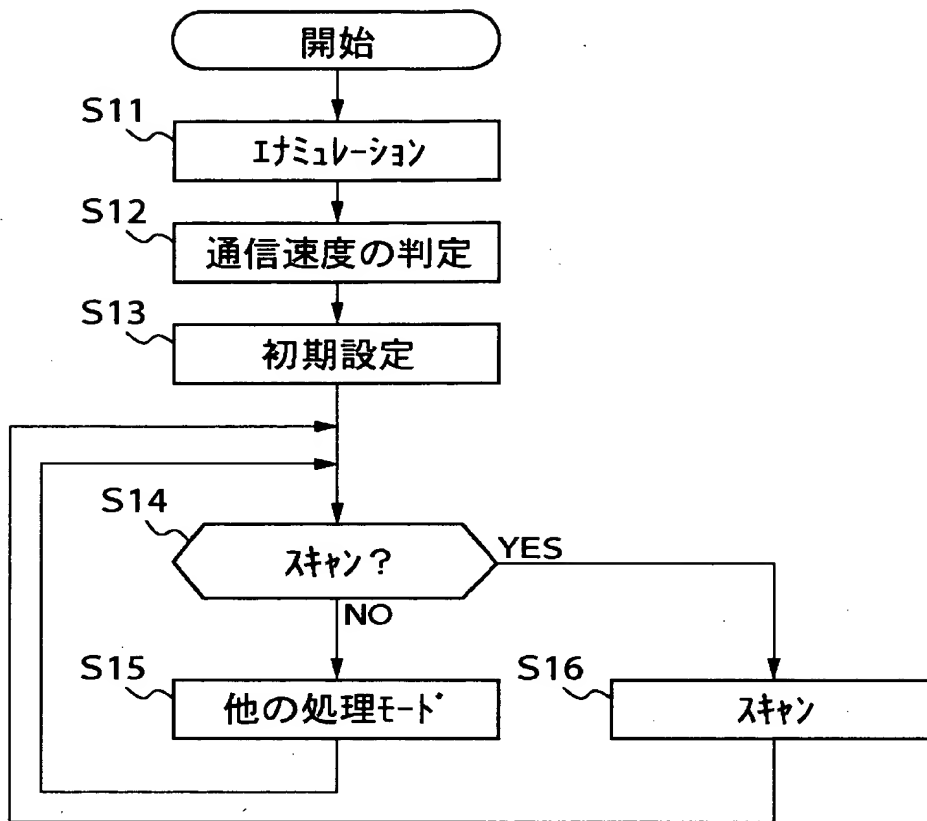 開始
S11
ｴﾅﾐｭﾚｰｼｮﾝ
S12
通信速度の判定
S13
初期設定
S14
ｽｷｬﾝ？
YES
NO
S15
他の処理ﾓｰﾄﾞ
S16
ｽｷｬﾝ